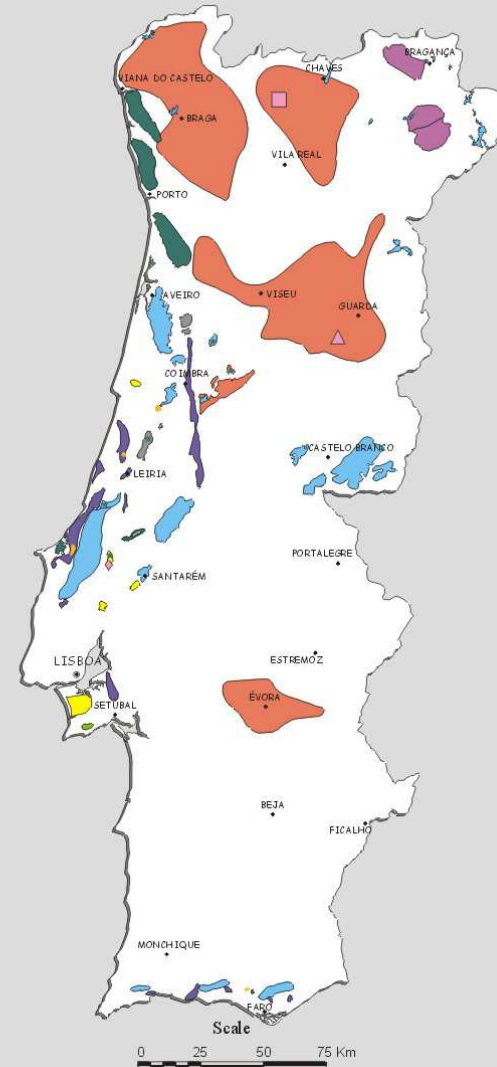 BRAGANÇA
CHAVES
VIANA DO CASTELO
BRAGA
VILA REAL
PORTO
AVEIRO
VISEU
GUARDA
COIMBRA
CASTELO BRANCO
LEIRIA
PORTALEGRE
SANTARÉM
ESTREMOZ
LISBOA
ÉVORA
SETUBAL
BEJA
FICALHO
MONCHIQUE
FARO
Scale
0 25 50 75 Km